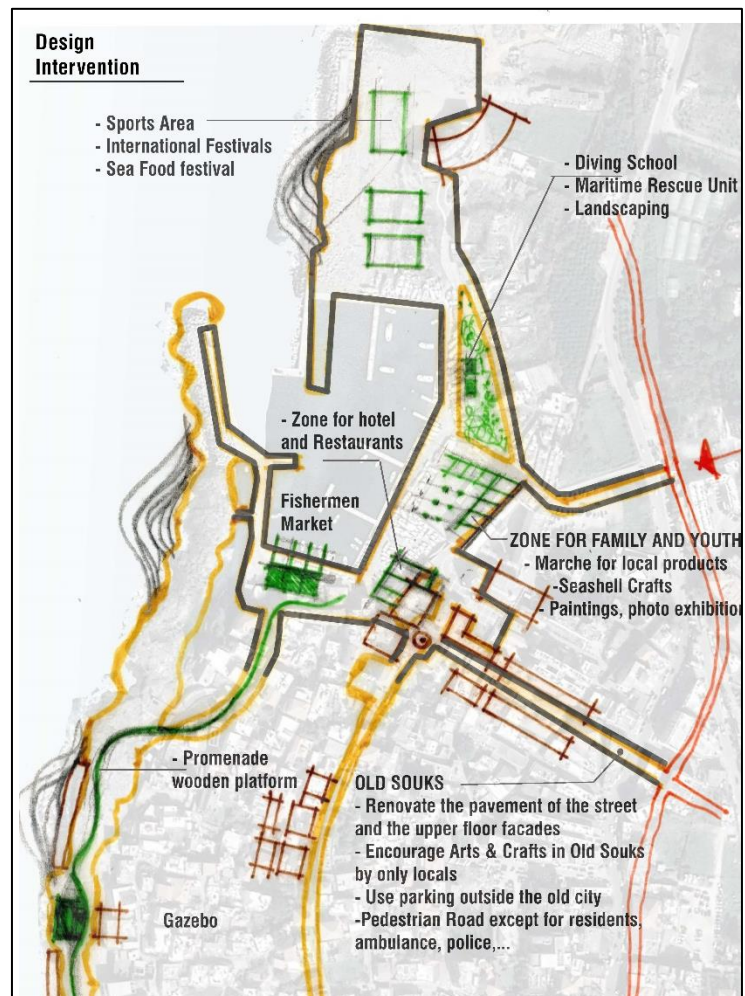 Design
Intervention
- Sports Area
- International Festivals
- Sea Food festival
- Diving School
- Maritime Rescue Unit
- Landscaping
- Zone for hotel
and Restaurants
Fishermen
Market
ZONE FOR FAMILY AND YOUTH
- Marche for local products
- Seashell Crafts
- Paintings, photo exhibition
- Promenade
wooden platform
OLD SOUKS
- Renovate the pavement of the street
and the upper floor facades
- Encourage Arts & Crafts in Old Souks
by only locals
- Use parking outside the old city
-Pedestrian Road except for residents,
ambulance, police,...
Gazebo